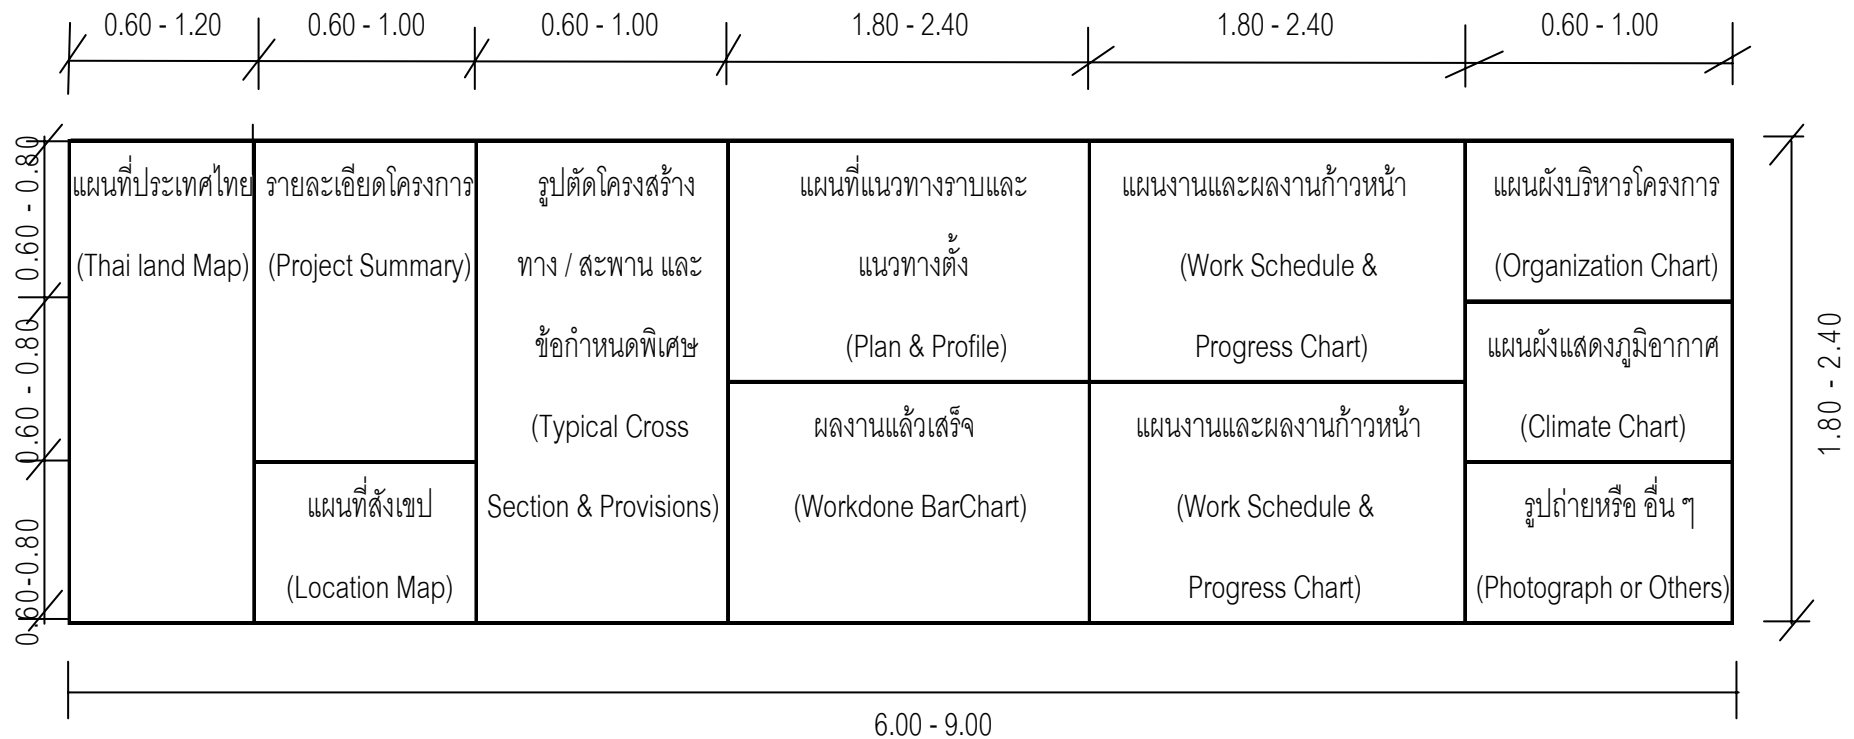 0.60 - 1.20
0.60 - 1.00
0.60 - 1.00
1.80 - 2.40
1.80 - 2.40
0.60 - 1.00
0.60 - 0.80
0.60 - 0.80
0.60-0.80
แผนที่ประเทศไทย
(Thai land Map)
รายละเอียดโครงการ
(Project Summary)
แผนที่สังเขป
(Location Map)
รูปตัดโครงสร้าง
ทาง / สะพาน และ
ข้อกำหนดพิเศษ
(Typical Cross
Section & Provisions)
แผนที่แนวทางราบและ
แนวทางตั้ง
(Plan & Profile)
ผลงานแล้วเสร็จ
(Workdone BarChart)
แผนงานและผลงานก้าวหน้า
(Work Schedule &
Progress Chart)
แผนงานและผลงานก้าวหน้า
(Work Schedule &
Progress Chart)
แผนผังบริหารโครงการ
(Organization Chart)
แผนผังแสดงภูมิอากาศ
(Climate Chart)
รูปถ่ายหรือ อื่น ๆ
(Photograph or Others)
1.80 - 2.40
6.00 - 9.00